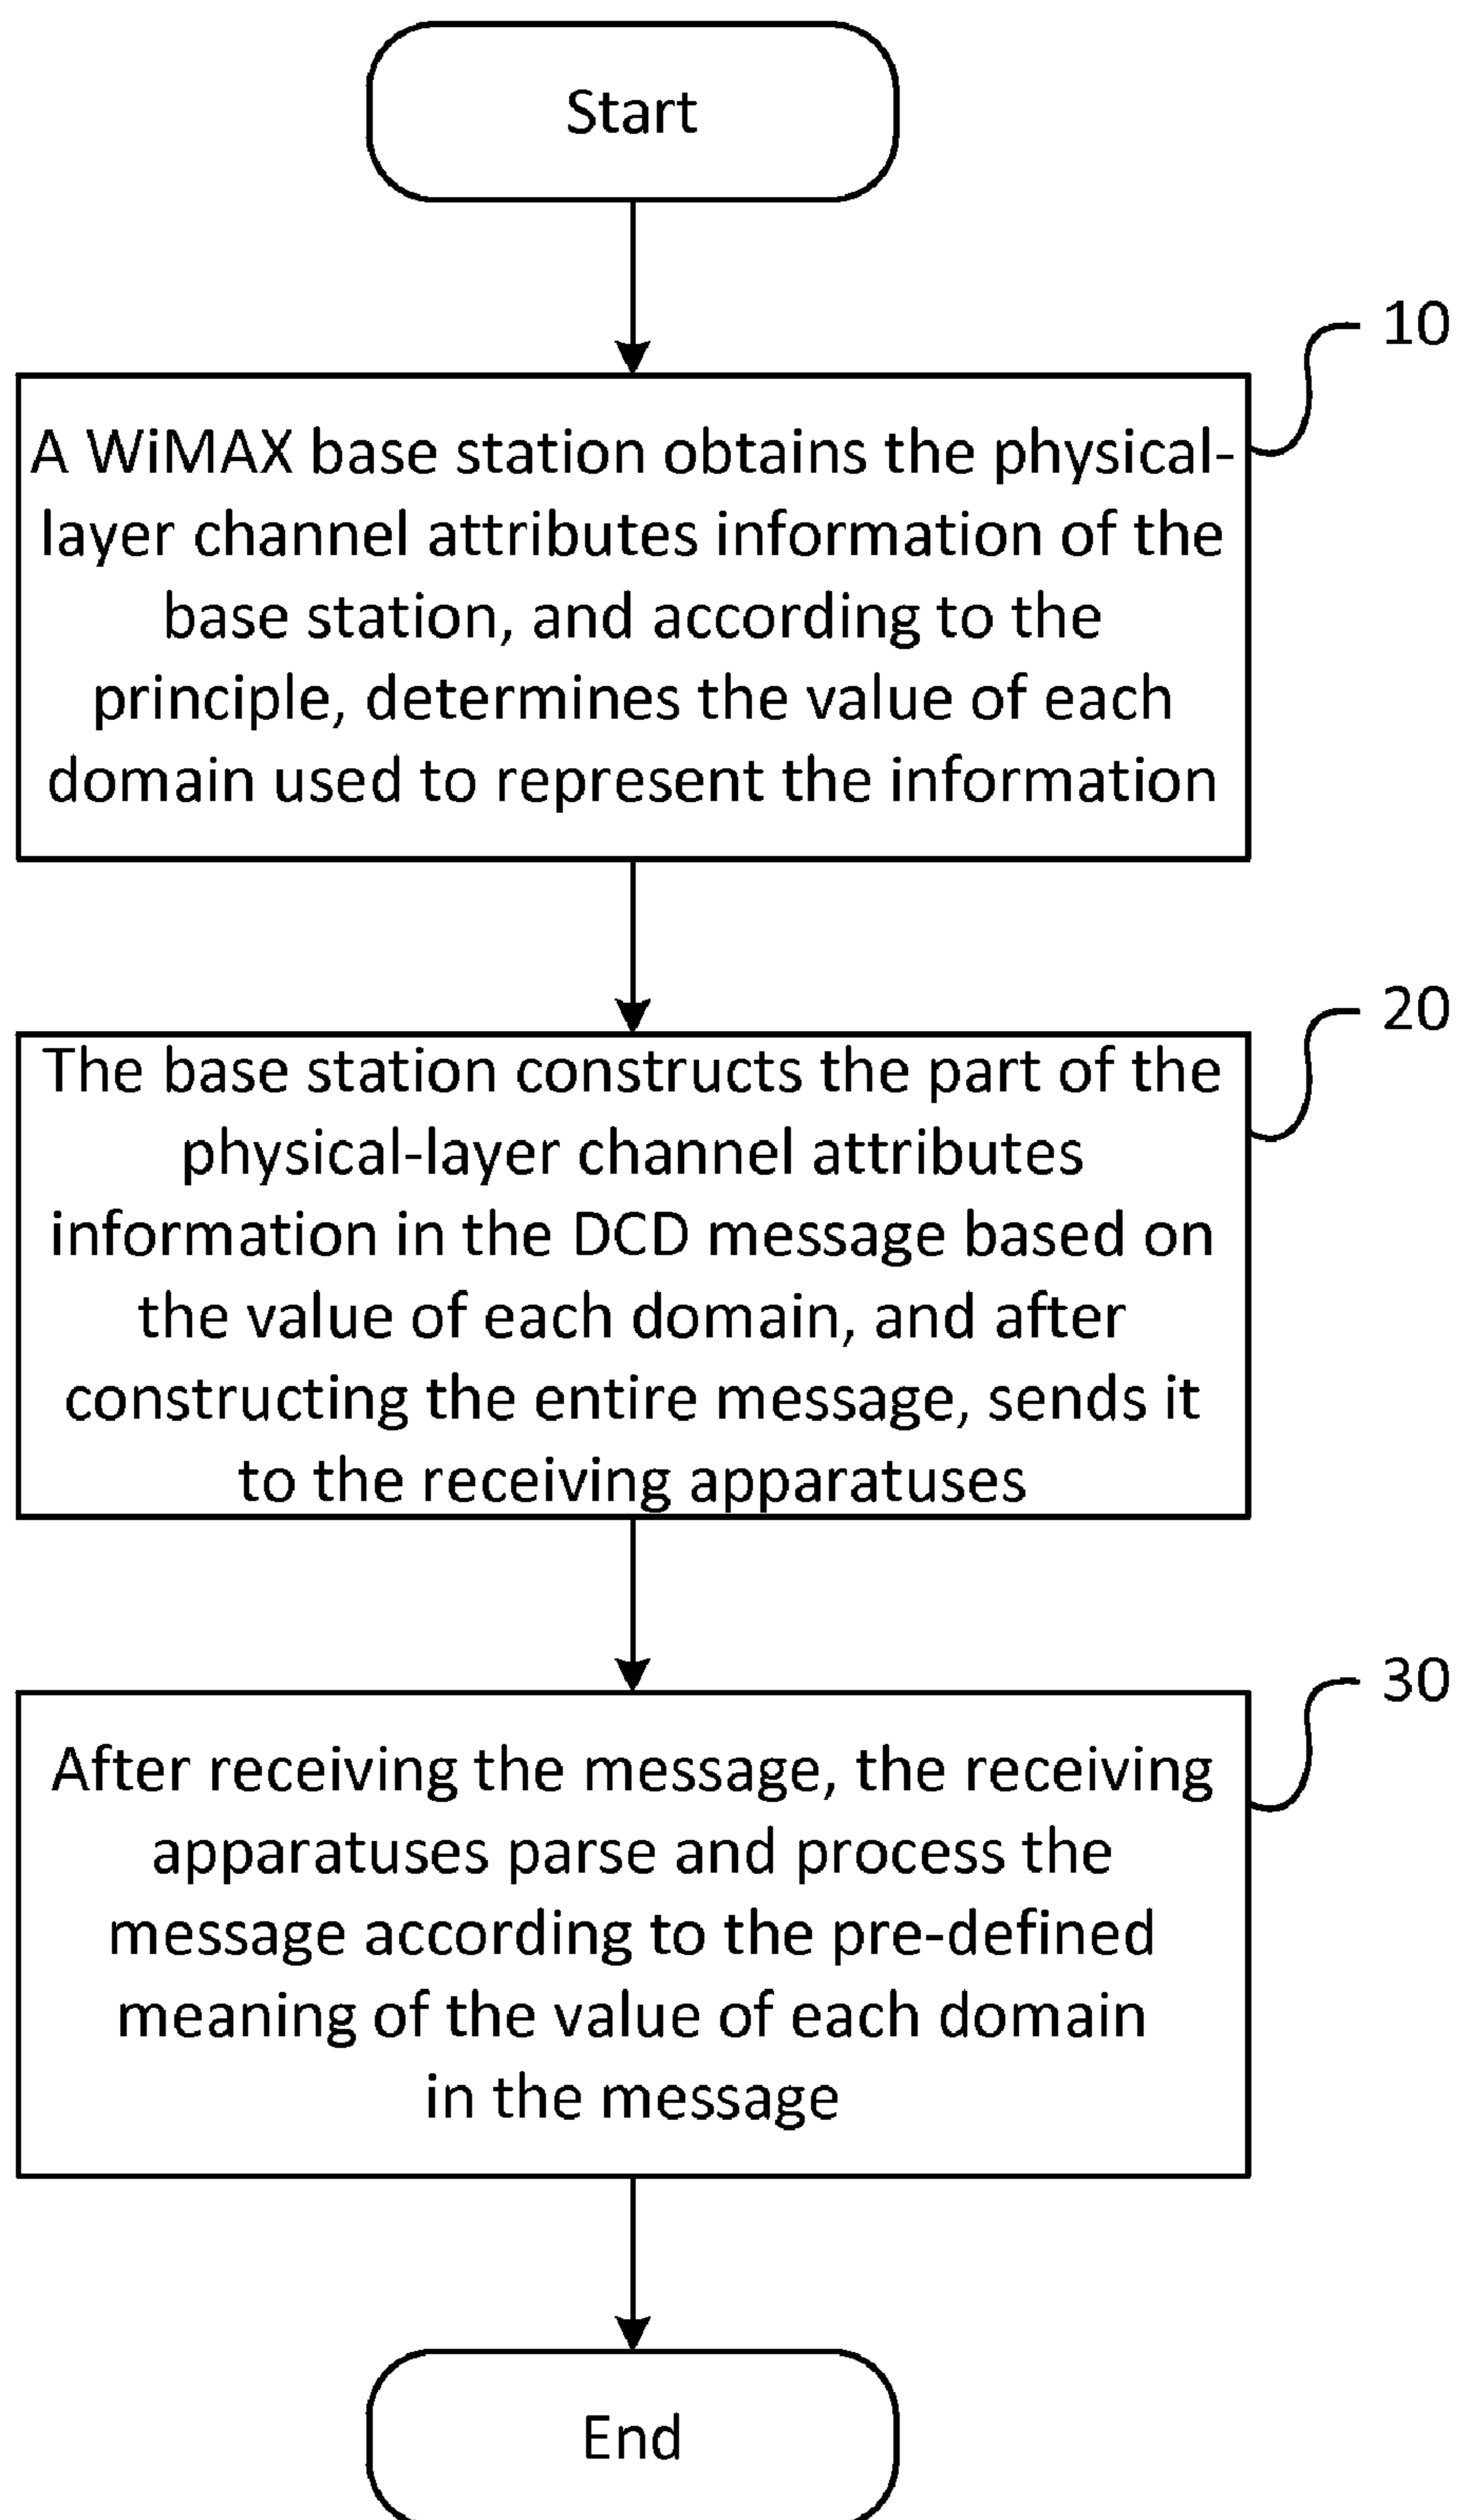 Start
10
A WiMAX base station obtains the physical-
layer channel attributes information of the
base station, and according to the
principle, determines the value of each
domain used to represent the information
20
The base station constructs the part of the
physical-layer channel attributes
information in the DCD message based on
the value of each domain, and after
constructing the entire message, sends it
to the receiving apparatuses
30
After receiving the message, the receiving
apparatuses parse and process the
message according to the pre-defined
meaning of the value of each domain
in the message
End